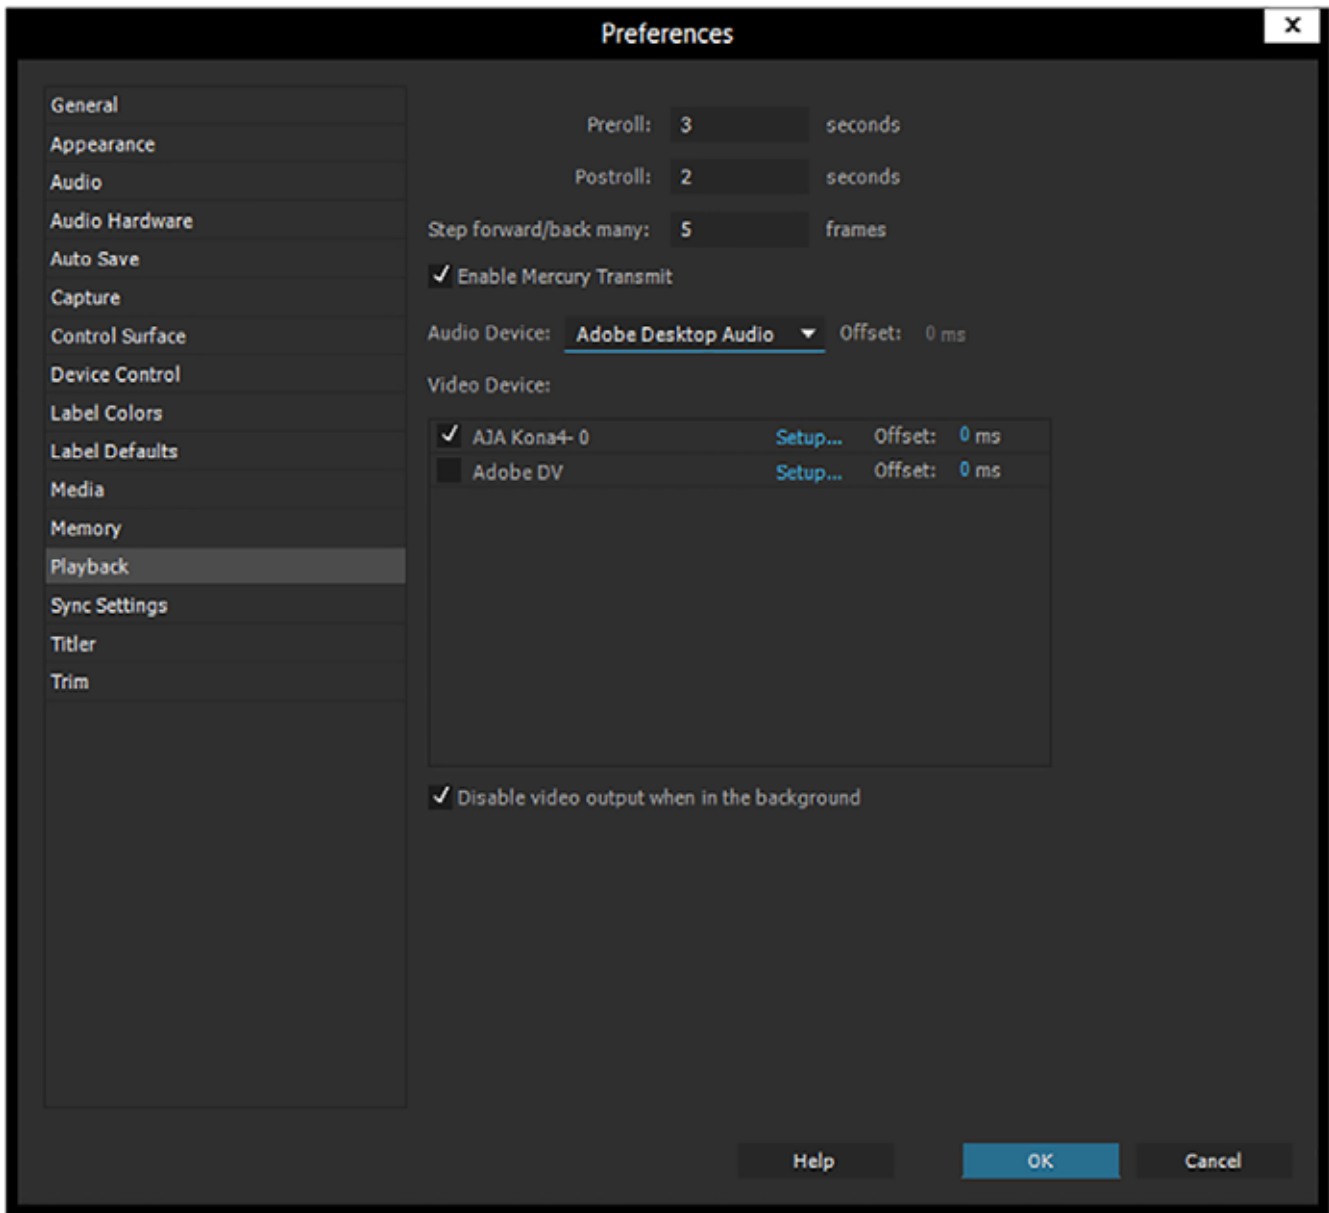 Preferences
x
General
Appearance
Audio
Audio Hardware
Auto Save
Capture
Control Surface
Device Control
Label Colors
Label Defaults
Media
Memory
Playback
Sync Settings
Titler
Trim
Preroll: 3 seconds
Postroll: 2 seconds
Step forward/back many: 5 frames
Enable Mercury Transmit
Audio Device: Adobe Desktop Audio Offset: 0 ms
Video Device:
AJA Kona4- 0 Setup... Offset: 0 ms
Adobe DV Setup... Offset: 0 ms
Disable video output when in the background
Help OK Cancel